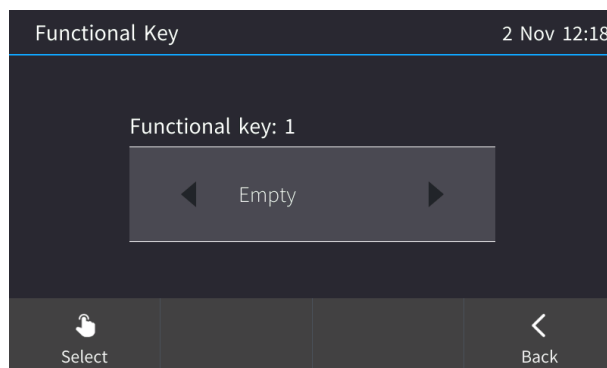 Functional Key 2 Nov 12:18
Functional key: 1
Empty
Select Back